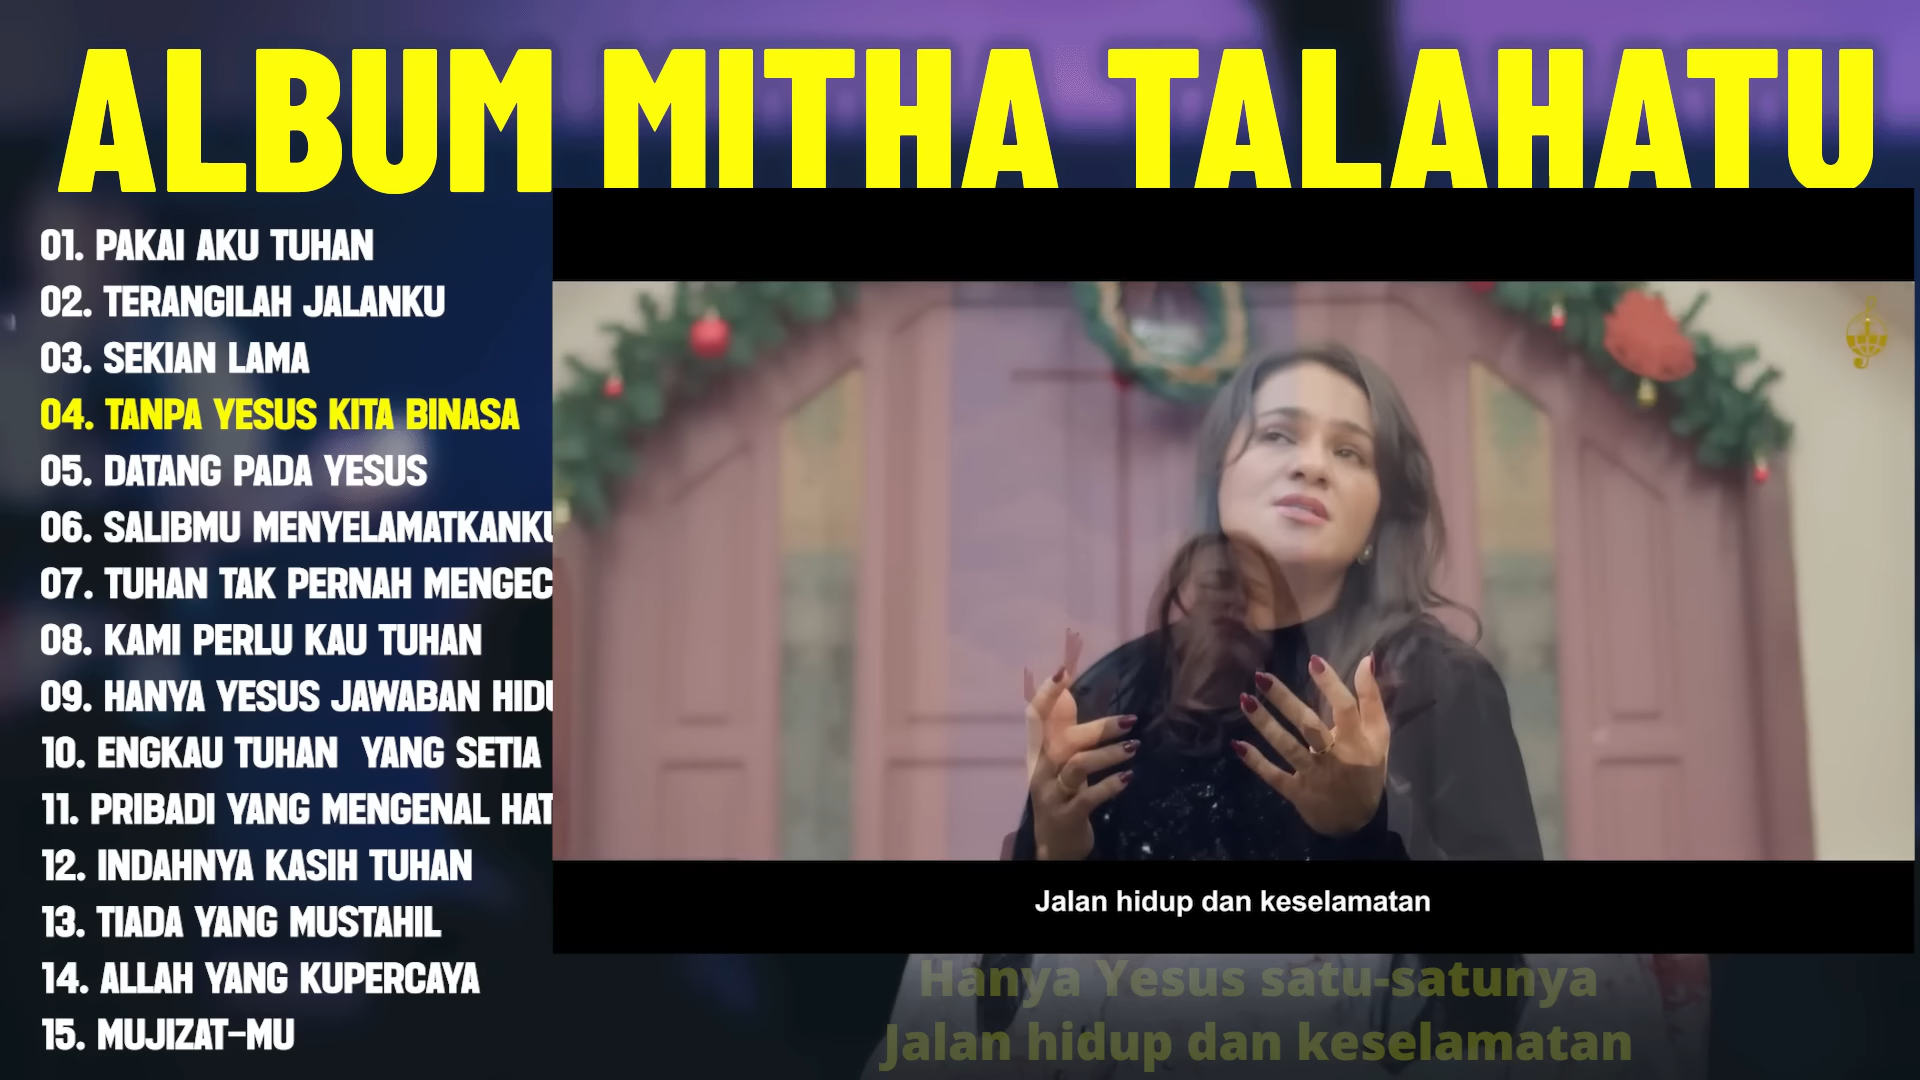 ALBUM MITHA TALAHATU
01. PAKAI AKU TUHAN
02. TERANGILAH JALANKU
03. SEKIAN LAMA
04. TANPA YESUS KITA BINASA
05. DATANG PADA YESUS
06. SALIBMU MENYELAMATKANKU
07. TUHAN TAK PERNAH MENGEC
08. KAMI PERLU KAU TUHAN
09. HANYA YESUS JAWABAN HIDU
10. ENGKAU TUHAN YANG SETIA
11. PRIBADI YANG MENGENAL HAT
12. INDAHNYA KASIH TUHAN
13. TIADA YANG MUSTAHIL
14. ALLAH YANG KUPERCAYA
15. MUJIZAT-MU
Jalan hidup dan keselamatan
Hanya Yesus satu-satunya
Jalan hidup dan keselamatan